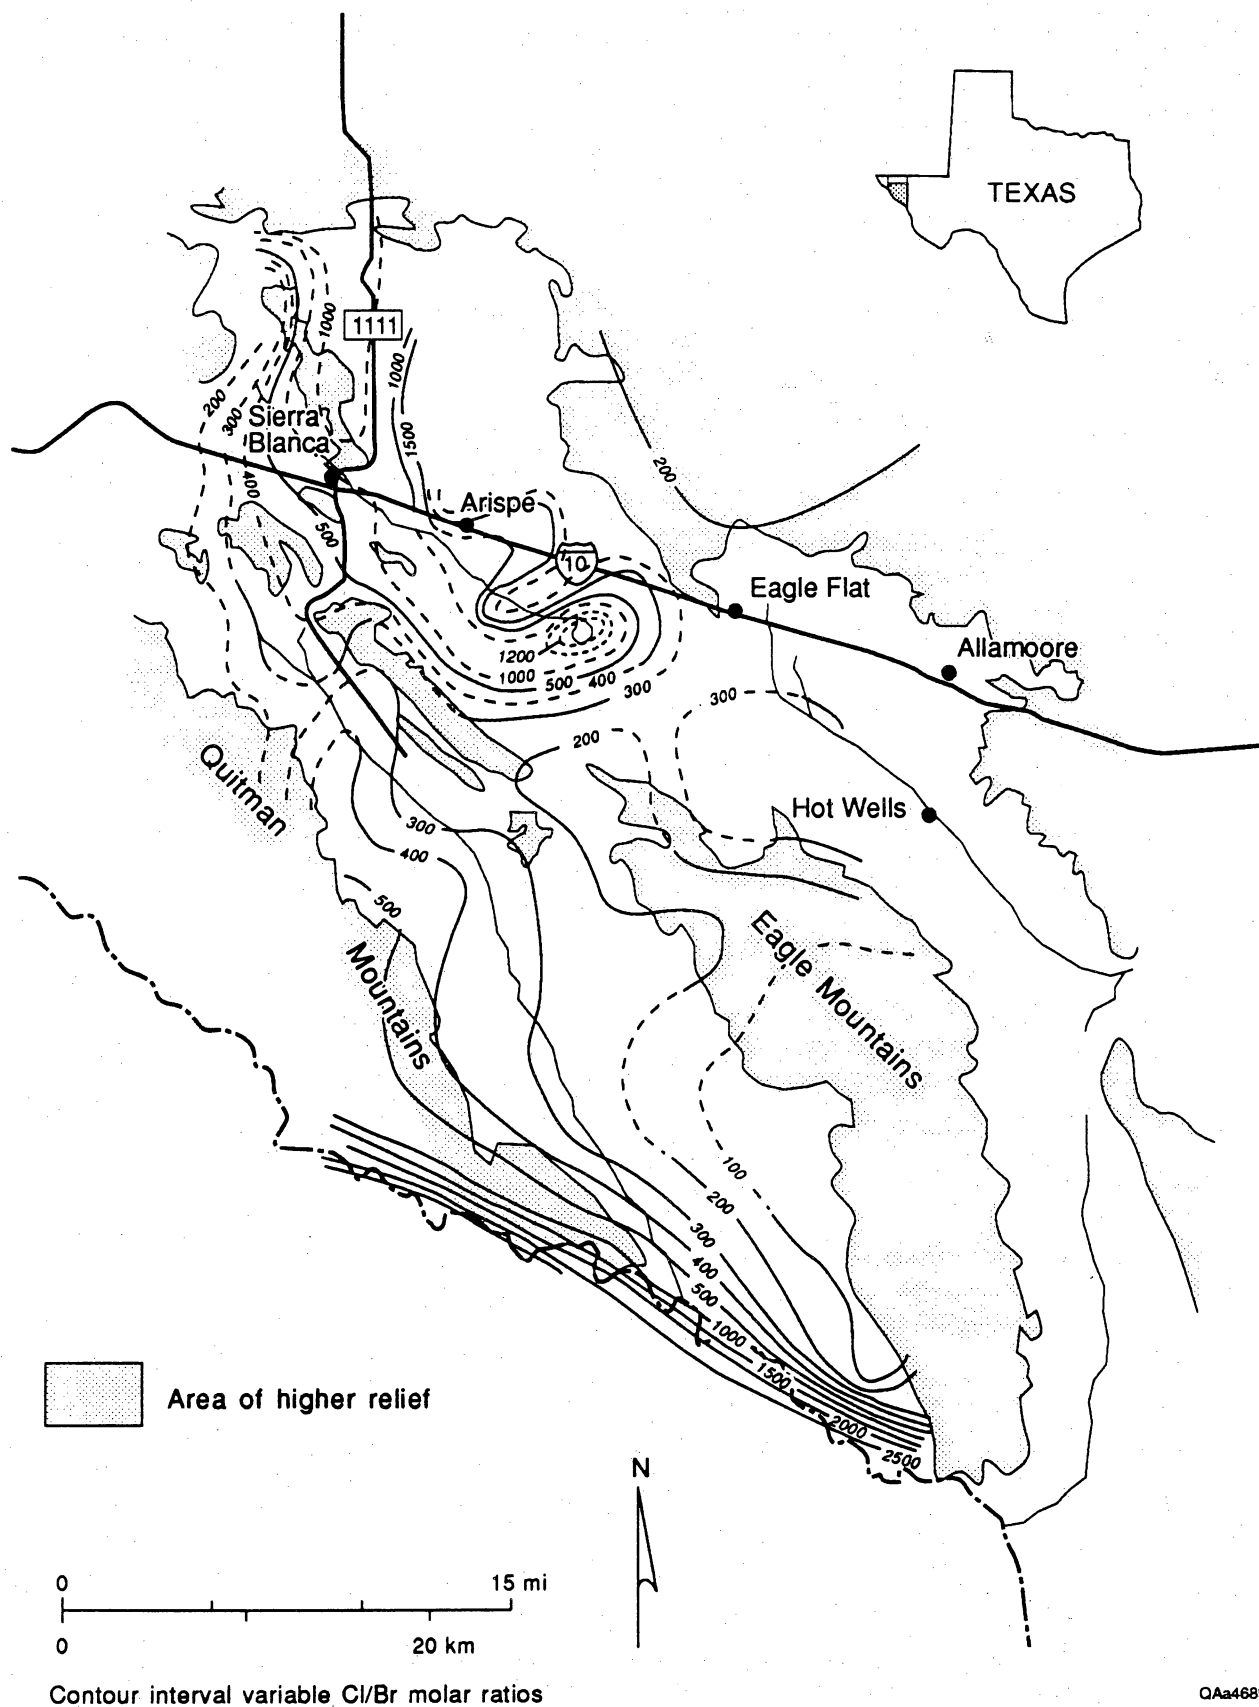 TEXAS
1000
1111
1000
200
300
Sierra
Blanca
1500
200
400
Arispe
500
10
Eagle Flat
Allamoore
1200
1000
500
400
300
300
200
Quitman
Hot Wells
300
400
500
Eagle Mountains
Mountains
100
200
300
400
500
1000
1500
2000
2500
Area of higher relief
N
0
15 mi
0
20 km
Contour interval variable Cl/Br molar ratios